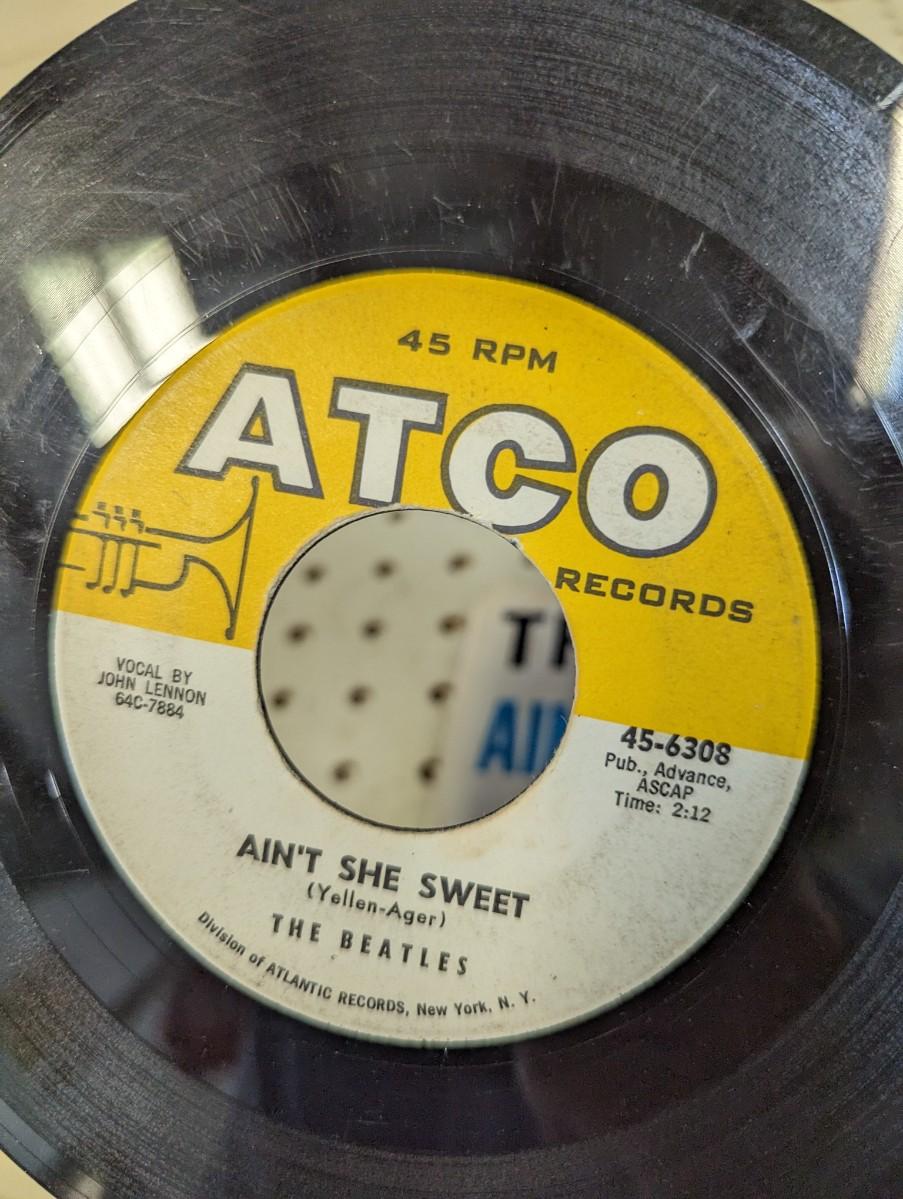 45 RPM
ATCO
RECORDS
VOCAL BY
JOHN LENNON
64C-7884
45-6308
Pub., Advance,
ASCAP
Time: 2:12
AIN'T SHE SWEET
(Yellen-Ager)
THE BEATLES
Division of ATLANTIC RECORDS, New York, N. Y.